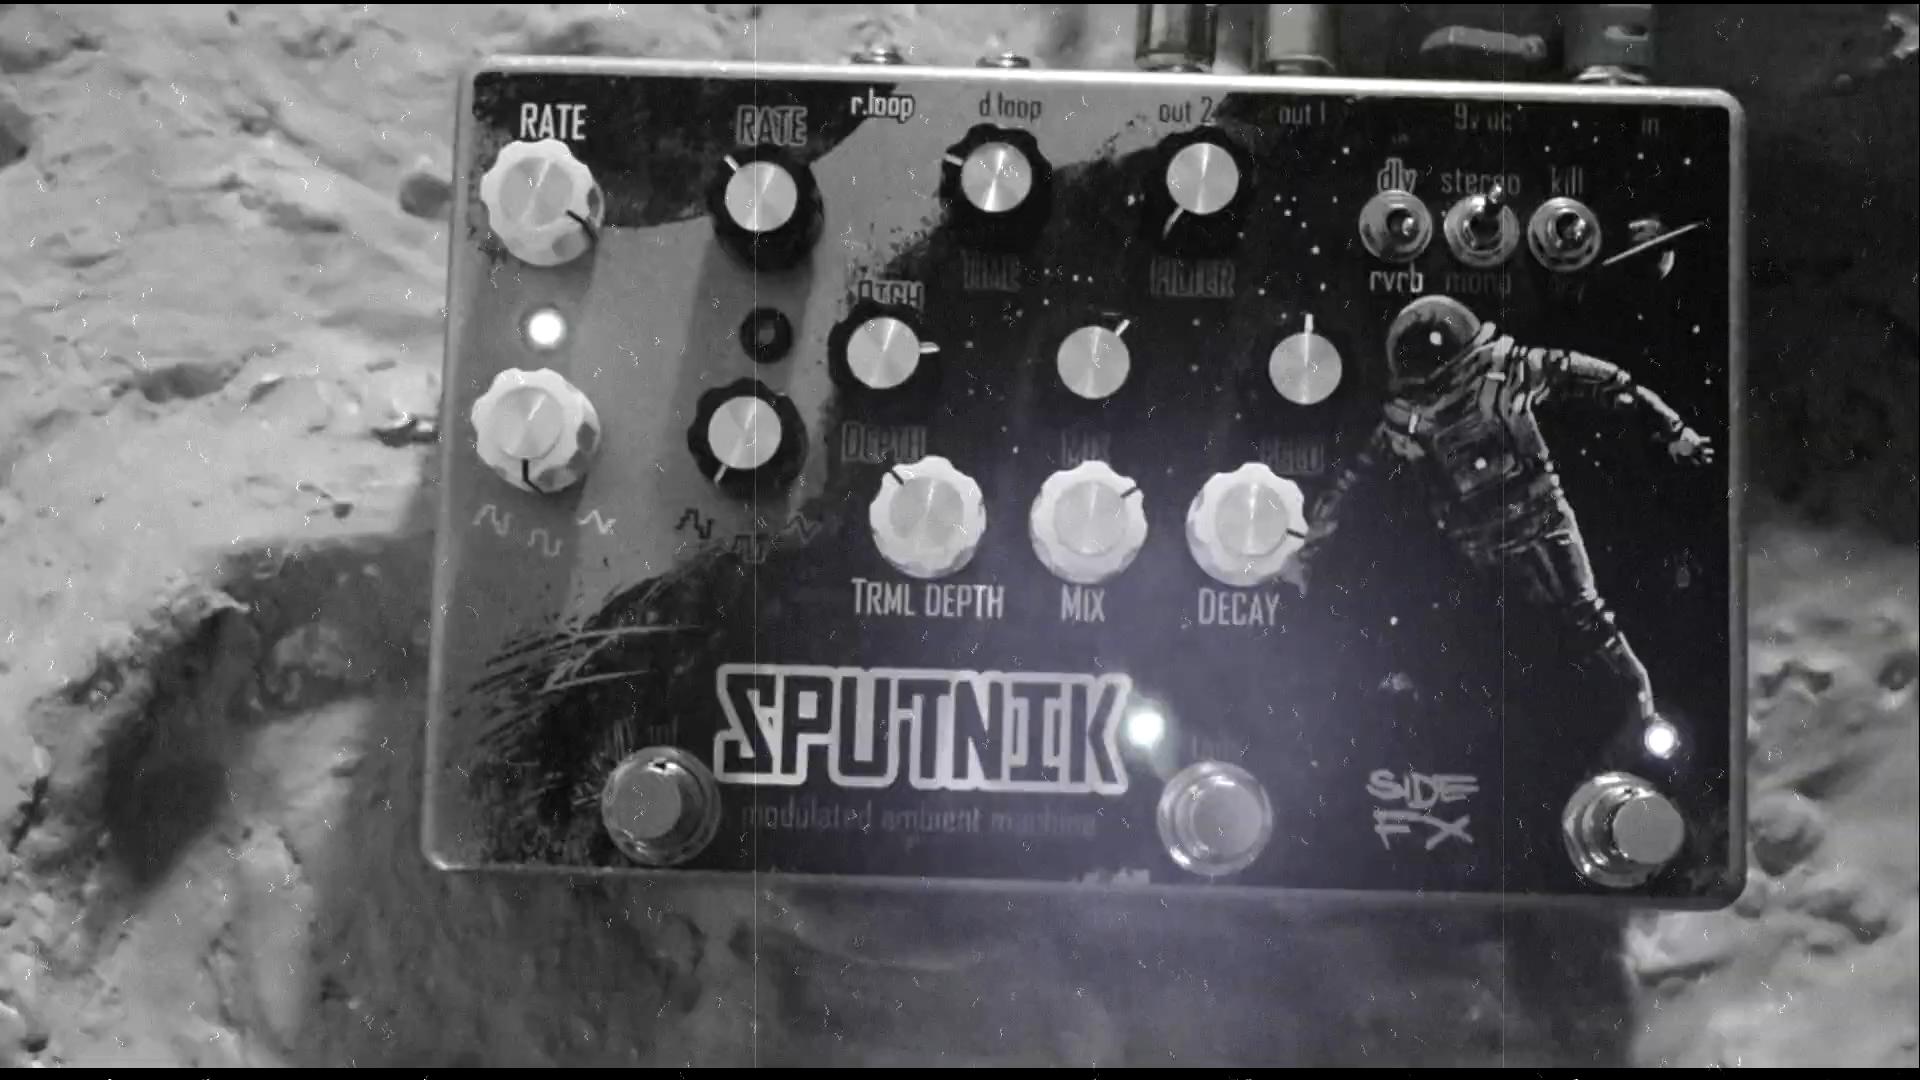 RATE
RATE
r.loop
d.loop
out 2
out 1
9v dc
in
dly
stereo
kill
TIME
FILTER
rvrb
mono
PITCH
DEPTH
MIX
TRML DEPTH
MIX
DECAY
SPUTNIK
modulated ambient machine
SIDE
FX